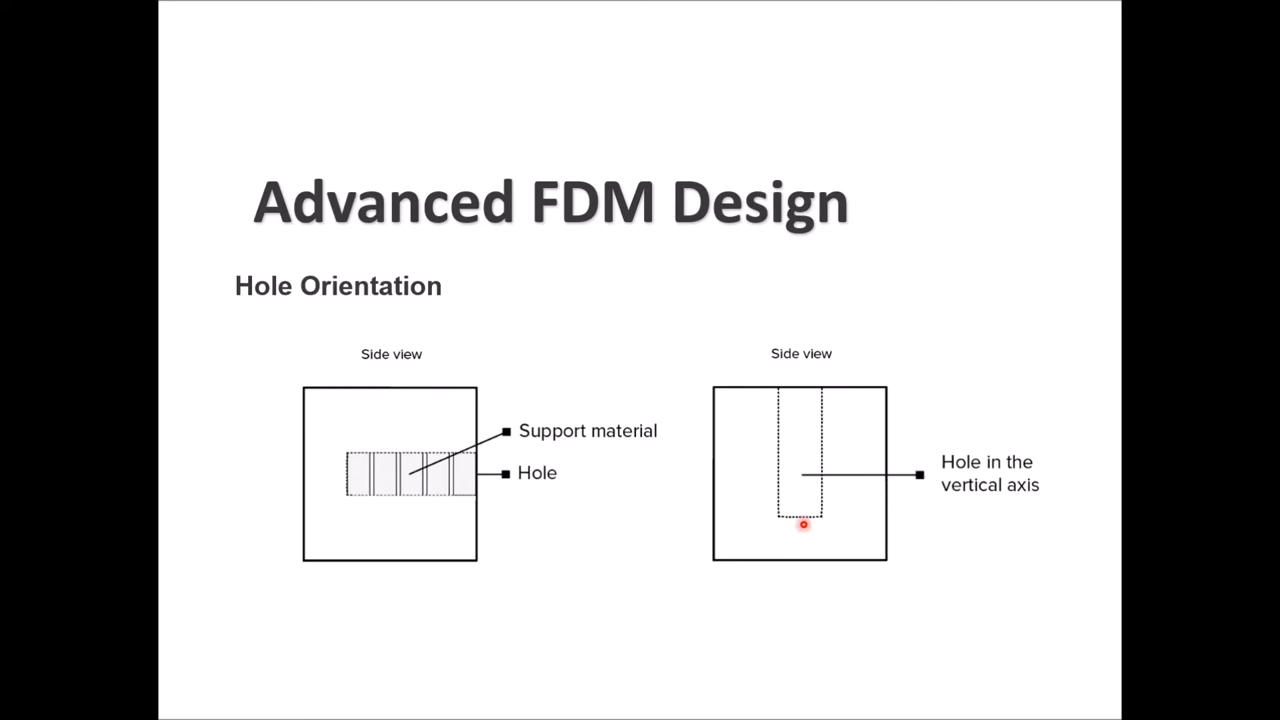 Advanced FDM Design
Hole Orientation
Side view
Support material
Hole
Side view
Hole in the
vertical axis